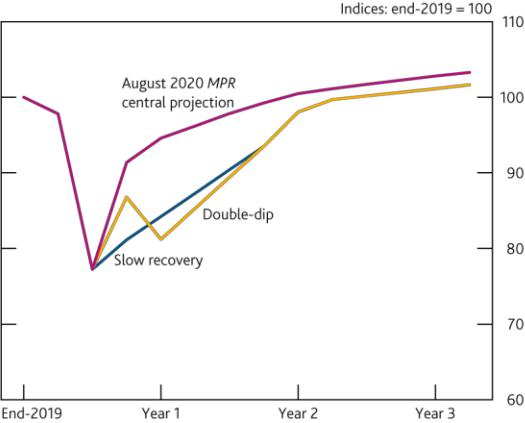 Indices: end-2019 = 100
110
August 2020 MPR
central projection
100
90
Double-dip
Slow recovery
80
70
60
End-2019
Year 1
Year 2
Year 3